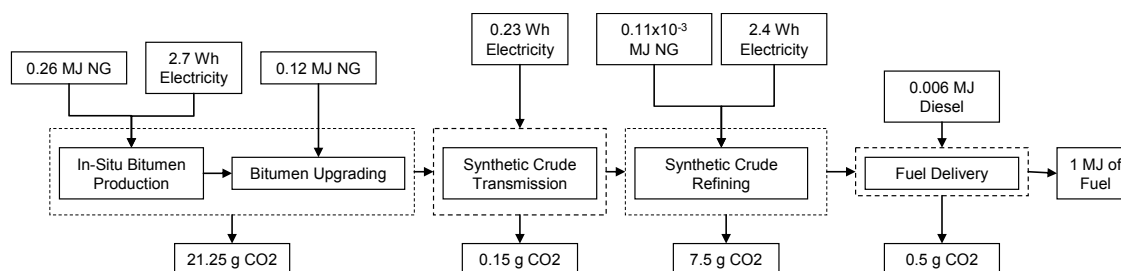 0.26 MJ NG
2.7 Wh
Electricity
0.12 MJ NG
0.23 Wh
Electricity
0.11x10⁻³
MJ NG
2.4 Wh
Electricity
0.006 MJ
Diesel
In-Situ Bitumen
Production
Bitumen Upgrading
Synthetic Crude
Transmission
Synthetic Crude
Refining
Fuel Delivery
1 MJ of
Fuel
21.25 g CO2
0.15 g CO2
7.5 g CO2
0.5 g CO2